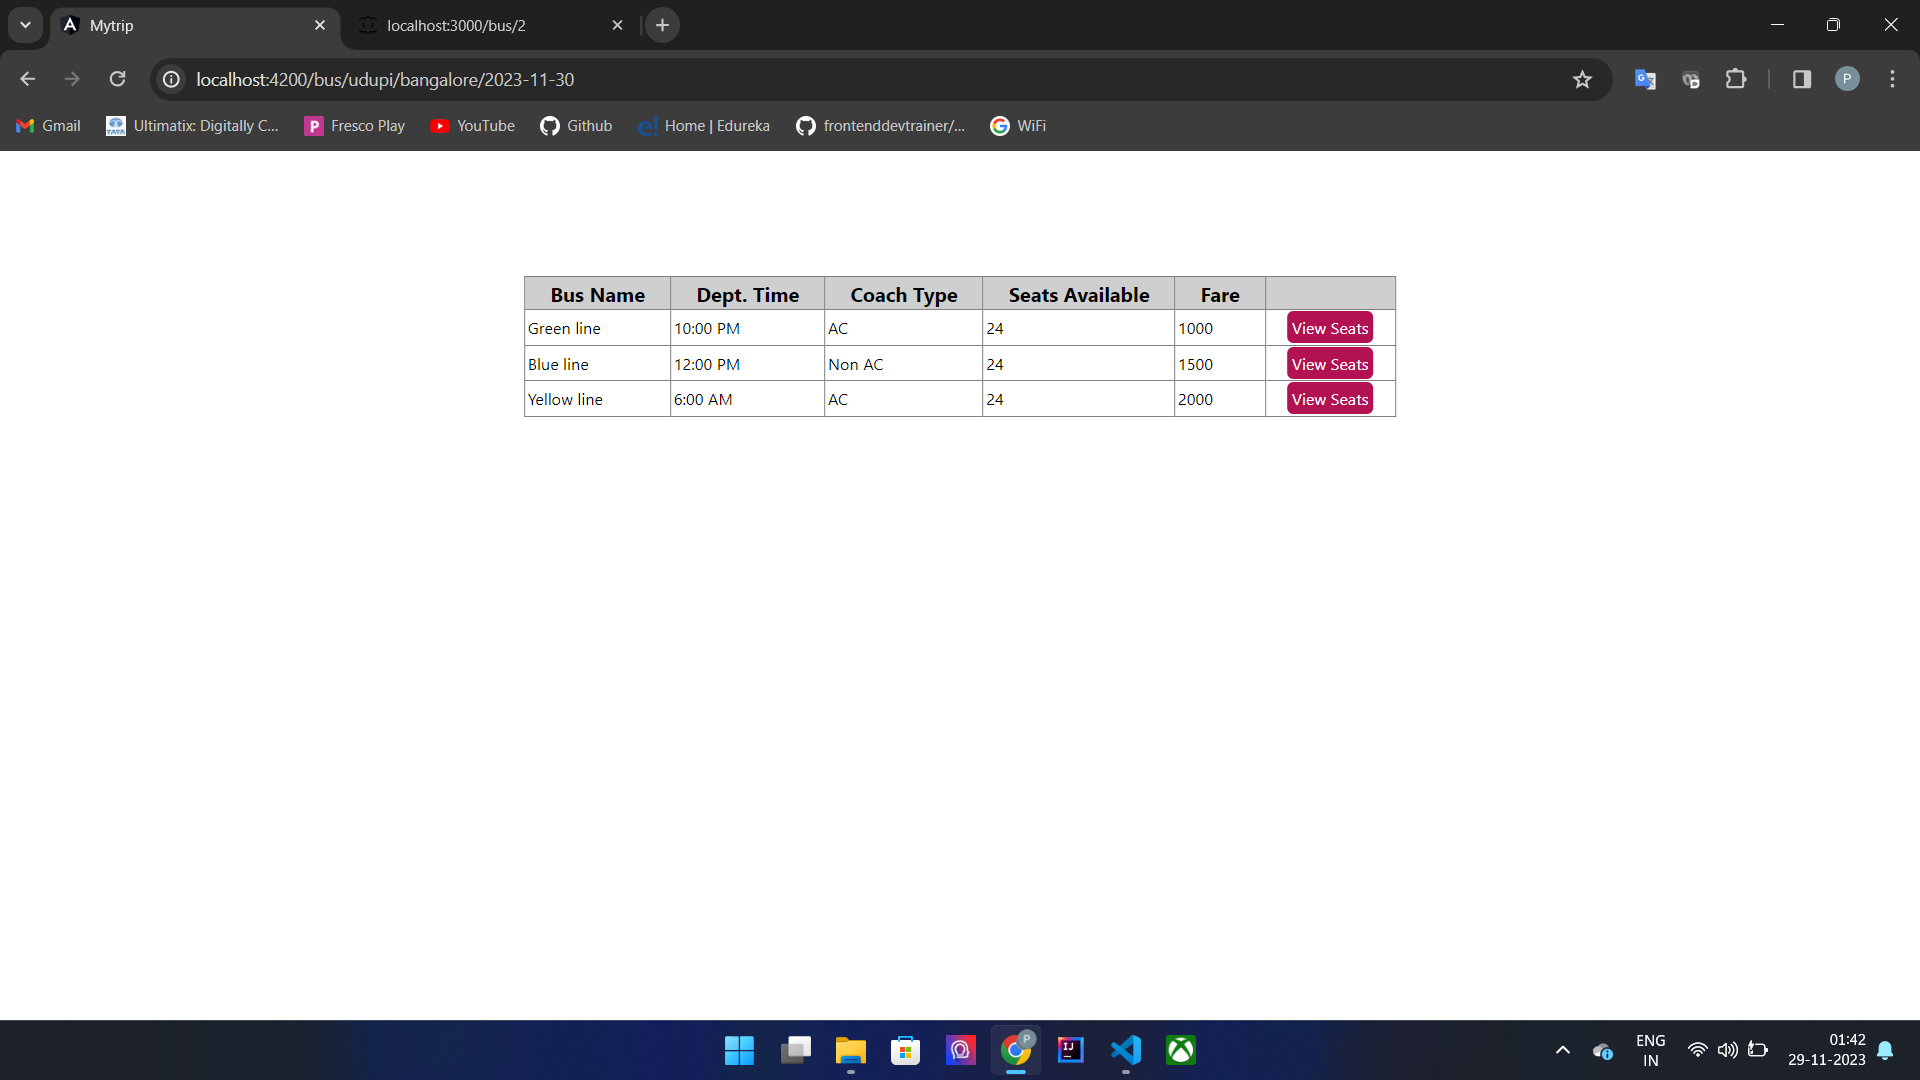 Mytrip
localhost:3000/bus/2
localhost:4200/bus/udupi/bangalore/2023-11-30
P
Gmail
Ultimatix: Digitally C...
Fresco Play
YouTube
Github
Home | Edureka
frontenddevtrainer/...
WiFi
Bus Name Dept. Time Coach Type Seats Available Fare
Green line 10:00 PM AC 24 1000 View Seats
Blue line 12:00 PM Non AC 24 1500 View Seats
Yellow line 6:00 AM AC 24 2000 View Seats
ENG
IN
01:42
29-11-2023